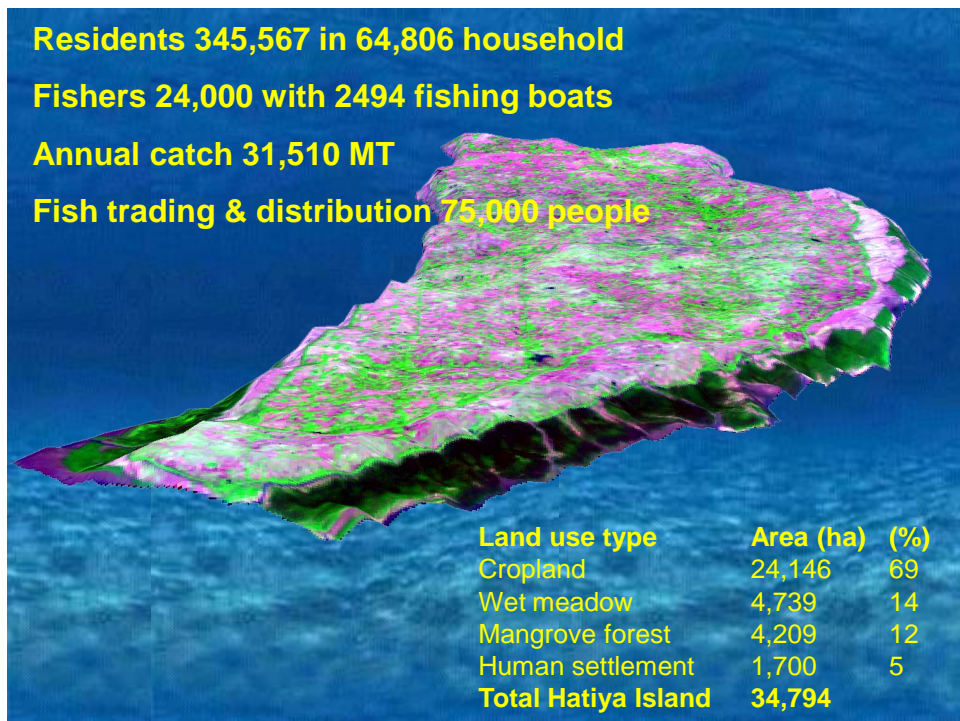 Residents 345,567 in 64,806 household
Fishers 24,000 with 2494 fishing boats
Annual catch 31,510 MT
Fish trading & distribution 75,000 people
Land use type Area (ha) (%)
Cropland 24,146 69
Wet meadow 4,739 14
Mangrove forest 4,209 12
Human settlement 1,700 5
Total Hatiya Island 34,794